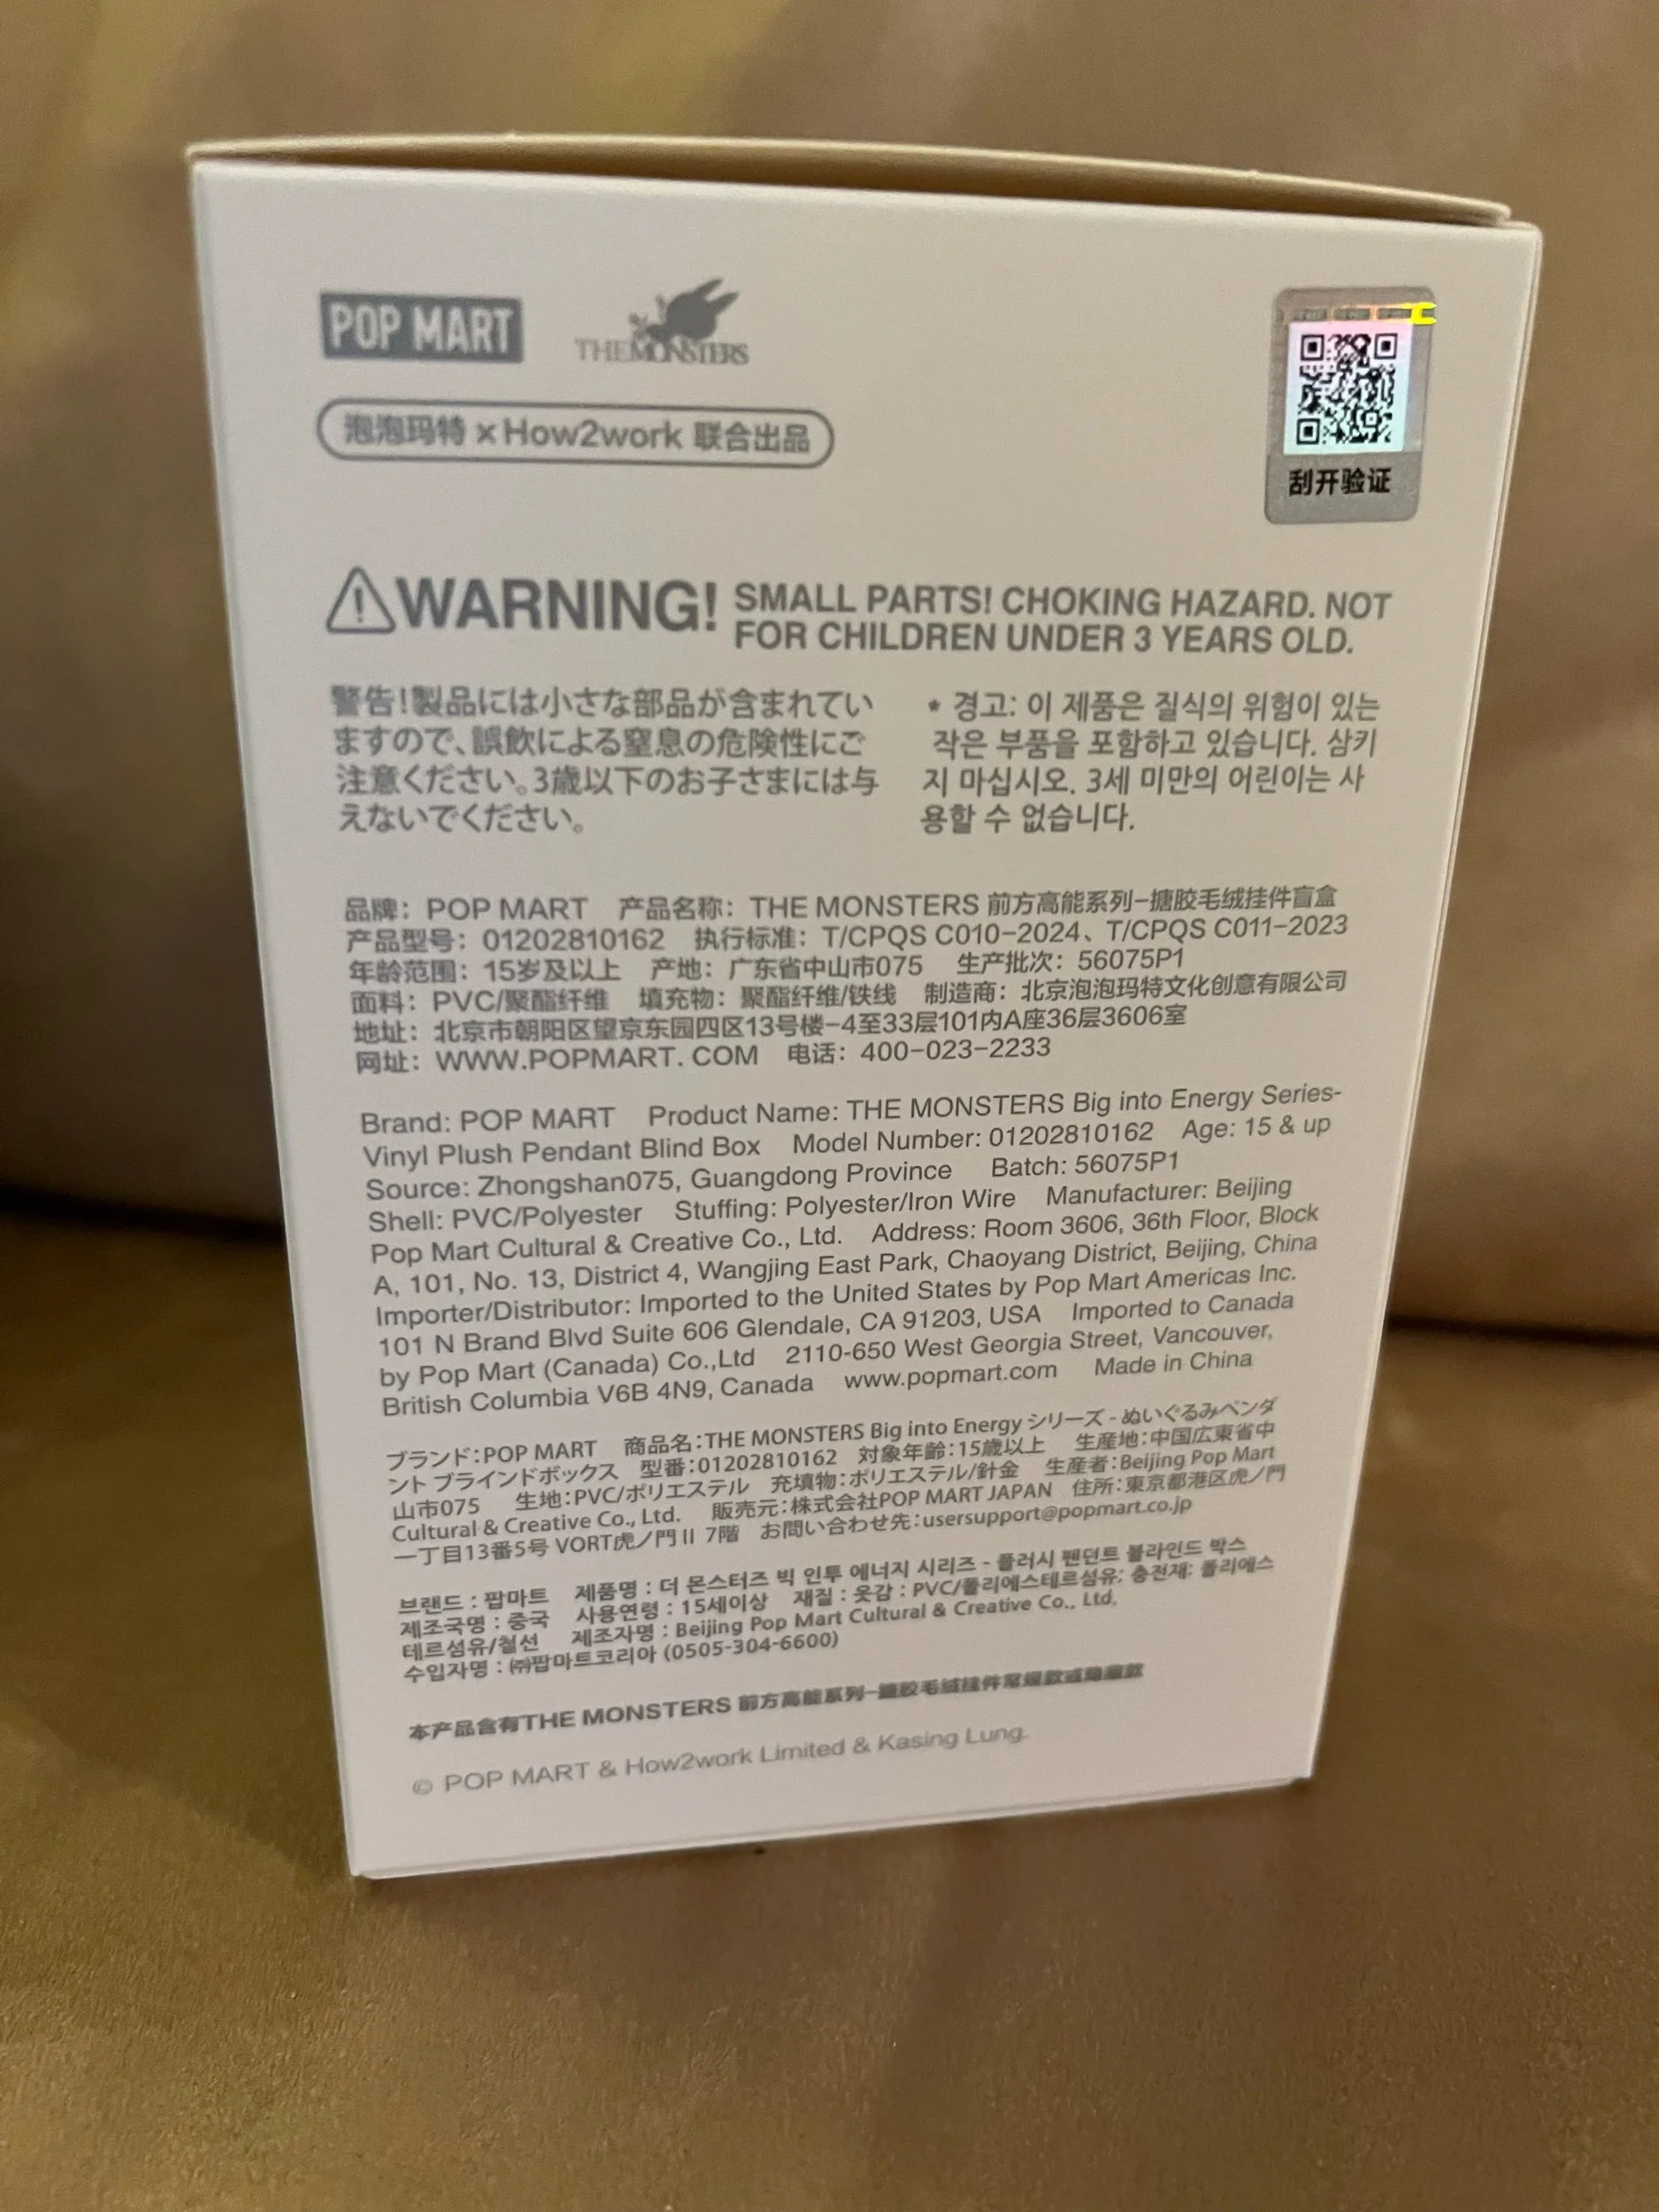 POP MART
THE MONSTERS
泡泡玛特 x How2work 联合出品
刮开验证
WARNING! SMALL PARTS! CHOKING HAZARD. NOT
FOR CHILDREN UNDER 3 YEARS OLD.
警告!製品には小さな部品が含まれてい
ますので、誤飲による窒息の危険性にご
注意ください。3歳以下のお子さまには与
えないでください。
* 경고: 이 제품은 질식의 위험이 있는
작은 부품을 포함하고 있습니다. 삼키
지 마십시오. 3세 미만의 어린이는 사
용할 수 없습니다.
品牌: POP MART 产品名称: THE MONSTERS 前方高能系列-搪胶毛绒挂件盲盒
产品型号: 01202810162 执行标准: T/CPQS C010-2024、T/CPQS C011-2023
年龄范围: 15岁及以上 产地: 广东省中山市075 生产批次: 56075P1
面料: PVC/聚酯纤维 填充物: 聚酯纤维/铁线 制造商: 北京泡泡玛特文化创意有限公司
地址: 北京市朝阳区望京东园四区13号楼-4至33层101内A座36层3606室
网址: WWW.POPMART. COM 电话: 400-023-2233
Brand: POP MART Product Name: THE MONSTERS Big into Energy Series-
Vinyl Plush Pendant Blind Box Model Number: 01202810162 Age: 15 & up
Source: Zhongshan075, Guangdong Province Batch: 56075P1
Shell: PVC/Polyester Stuffing: Polyester/Iron Wire Manufacturer: Beijing
Pop Mart Cultural & Creative Co., Ltd. Address: Room 3606, 36th Floor, Block
A, 101, No. 13, District 4, Wangjing East Park, Chaoyang District, Beijing, China
Importer/Distributor: Imported to the United States by Pop Mart Americas Inc.
101 N Brand Blvd Suite 606 Glendale, CA 91203, USA Imported to Canada
by Pop Mart (Canada) Co.,Ltd 2110-650 West Georgia Street, Vancouver,
British Columbia V6B 4N9, Canada www.popmart.com Made in China
ブランド:POP MART 商品名:THE MONSTERS Big into Energy シリーズ - ぬいぐるみペンダ
ント ブラインドボックス 型番:01202810162 対象年齢:15歳以上 生産地:中国広東省中
山市075 生地:PVC/ポリエステル 充填物:ポリエステル/針金 生産者:Beijing Pop Mart
Cultural & Creative Co., Ltd. 販売元:株式会社POP MART JAPAN 住所:東京都港区虎ノ門
一丁目13番5号 VORT虎ノ門Ⅱ 7階 お問い合わせ先:usersupport@popmart.co.jp
브랜드 : 팝마트 제품명 : 더 몬스터즈 빅 인투 에너지 시리즈 - 플러시 펜던트 블라인드 박스
제조국명 : 중국 사용연령 : 15세이상 재질 : 옷감 : PVC/폴리에스테르섬유; 충전재: 폴리에스
테르섬유/철선 제조자명 : Beijing Pop Mart Cultural & Creative Co., Ltd.
수입자명 : ㈜팝마트코리아 (0505-304-6600)
本产品含有THE MONSTERS 前方高能系列-搪胶毛绒挂件常规款或隐藏款
© POP MART & How2work Limited & Kasing Lung.